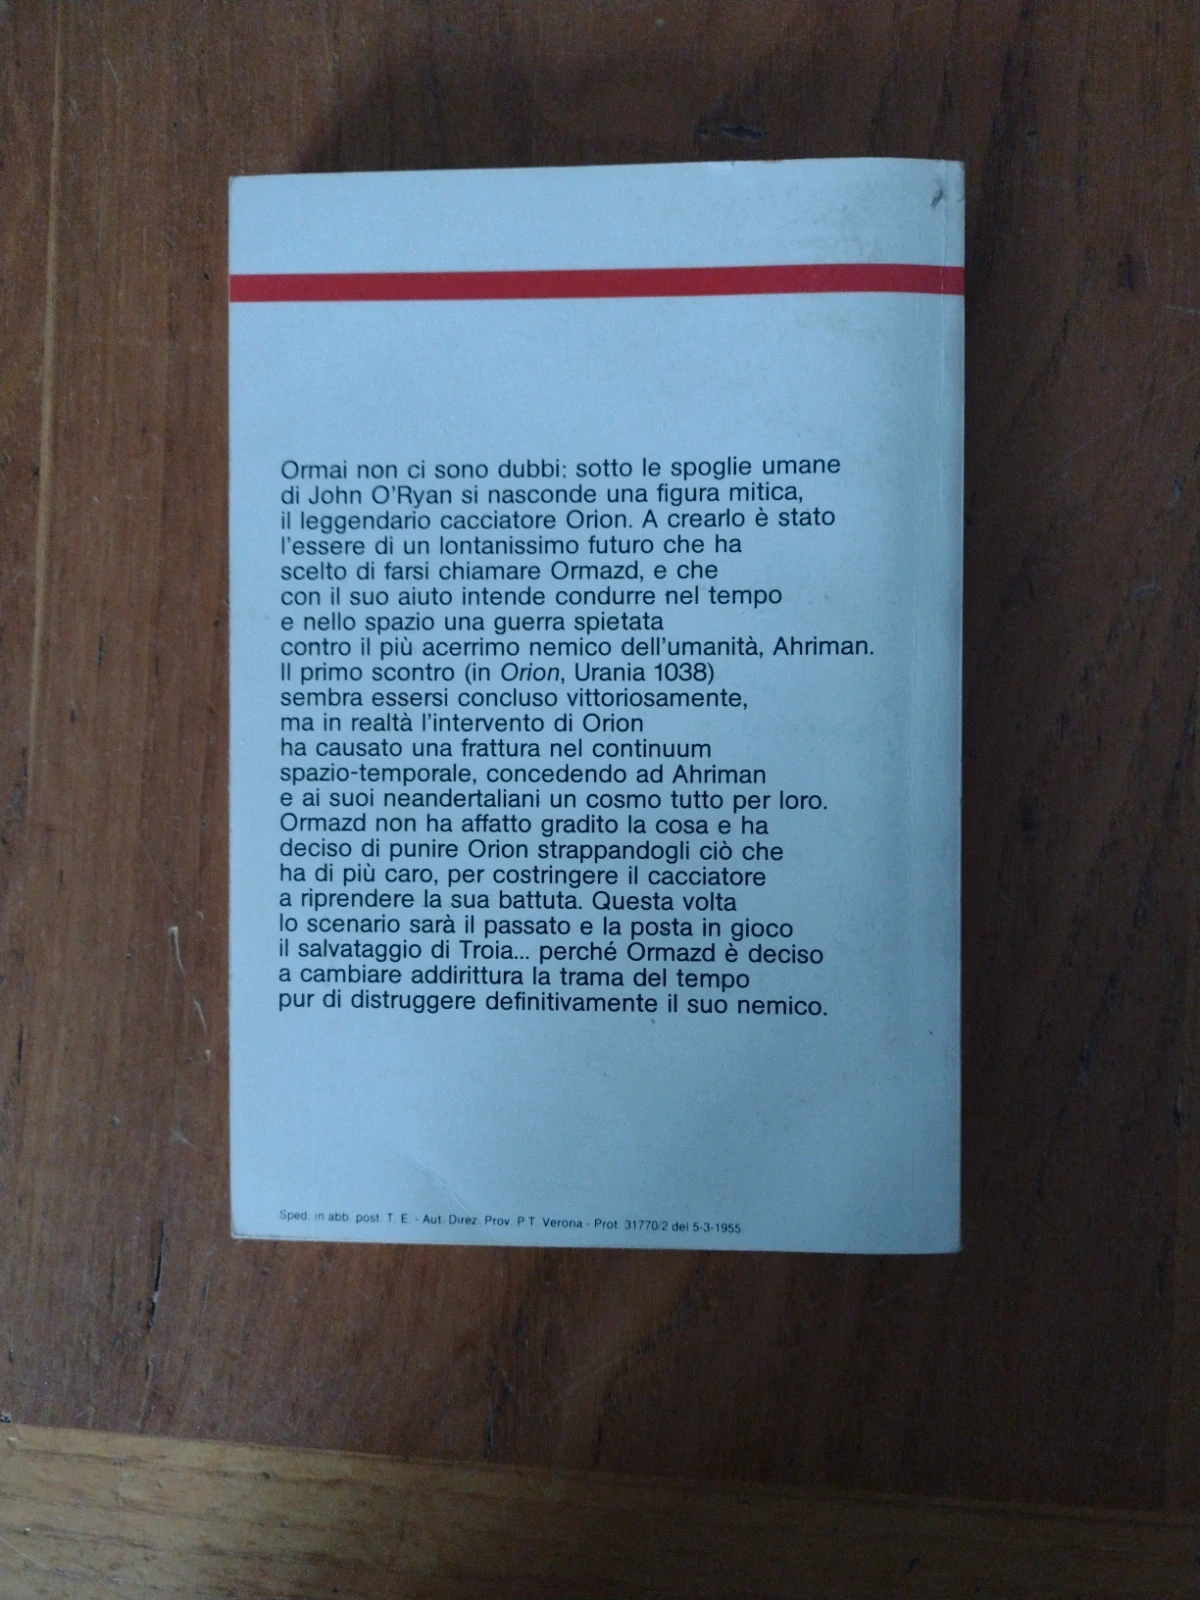 Ormai non ci sono dubbi: sotto le spoglie umane
di John O'Ryan si nasconde una figura mitica,
il leggendario cacciatore Orion. A crearlo è stato
l'essere di un lontanissimo futuro che ha
scelto di farsi chiamare Ormazd, e che
con il suo aiuto intende condurre nel tempo
e nello spazio una guerra spietata
contro il più acerrimo nemico dell'umanità, Ahriman.
Il primo scontro (in Orion, Urania 1038)
sembra essersi concluso vittoriosamente,
ma in realtà l'intervento di Orion
ha causato una frattura nel continuum
spazio-temporale, concedendo ad Ahriman
e ai suoi neandertaliani un cosmo tutto per loro.
Ormazd non ha affatto gradito la cosa e ha
deciso di punire Orion strappandogli ciò che
ha di più caro, per costringere il cacciatore
a riprendere la sua battuta. Questa volta
lo scenario sarà il passato e la posta in gioco
il salvataggio di Troia... perché Ormazd è deciso
a cambiare addirittura la trama del tempo
pur di distruggere definitivamente il suo nemico.
Sped. in abb. post. T. E. - Aut. Direz. Prov. P.T. Verona - Prot. 31770/2 del 5-3-1955